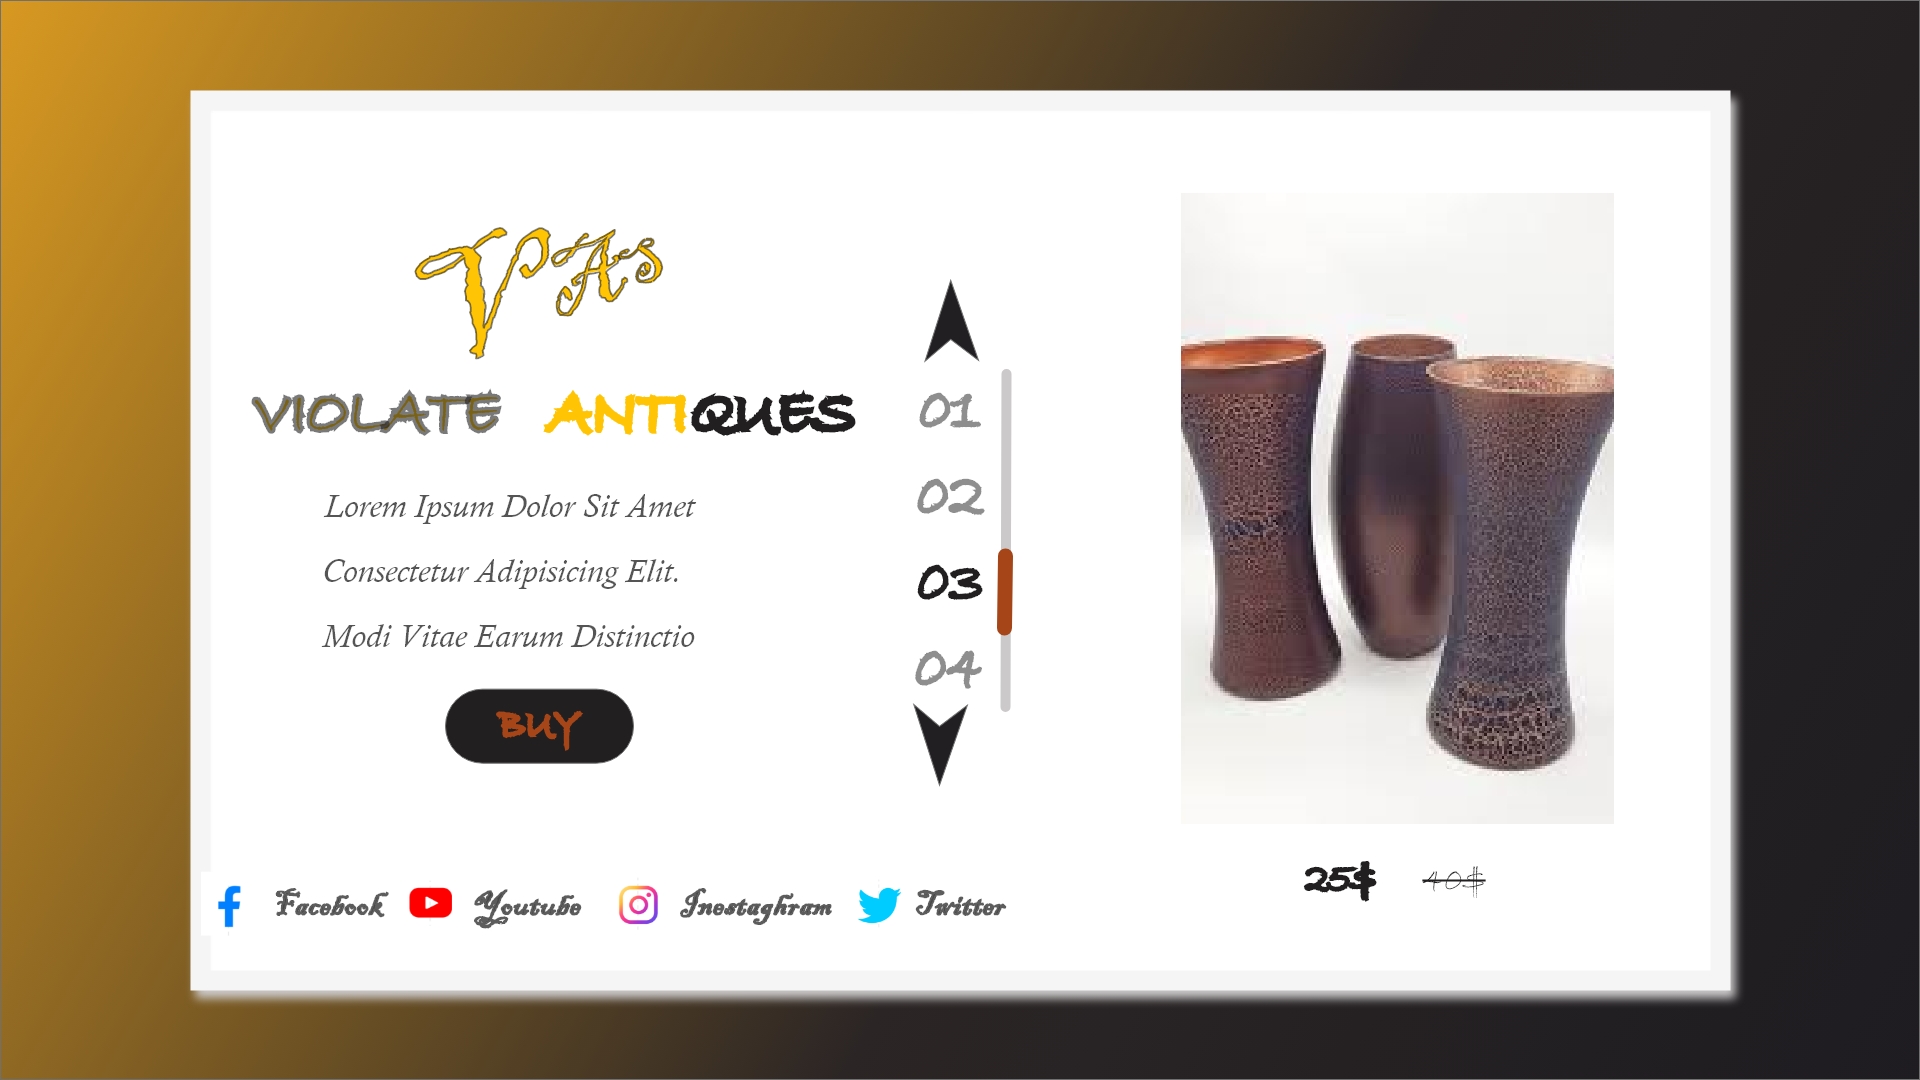 VAs
VIOLATE ANTIQUES
Lorem Ipsum Dolor Sit Amet
Consectetur Adipisicing Elit.
Modi Vitae Earum Distinctio
BUY
01
02
03
04
25$ 40$
Facebook Youtube Inestaghram Twitter